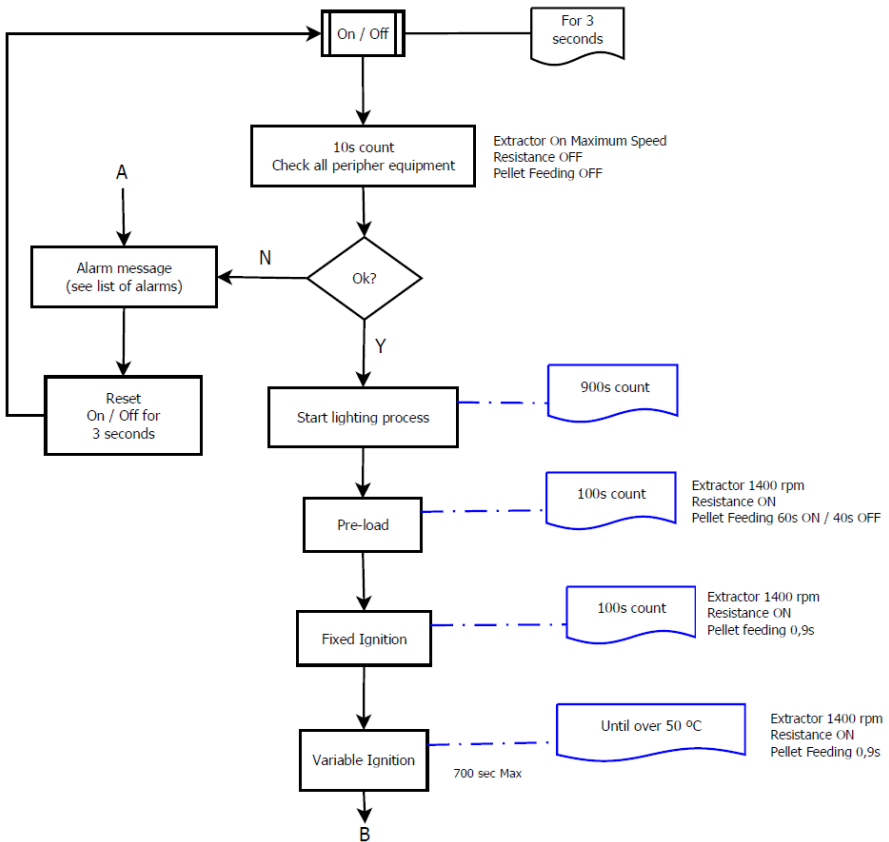 On / Off
For 3
seconds
10s count
Check all peripher equipment
Extractor On Maximum Speed
Resistance OFF
Pellet Feeding OFF
A
Alarm message
(see list of alarms)
N
Ok?
Y
Reset
On / Off for
3 seconds
Start lighting process
900s count
Pre-load
100s count
Extractor 1400 rpm
Resistance ON
Pellet Feeding 60s ON / 40s OFF
Fixed Ignition
100s count
Extractor 1400 rpm
Resistance ON
Pellet feeding 0,9s
Variable Ignition
700 sec Max
Until over 50 ºC
Extractor 1400 rpm
Resistance ON
Pellet Feeding 0,9s
B